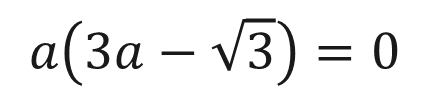 a(3a − √3) = 0